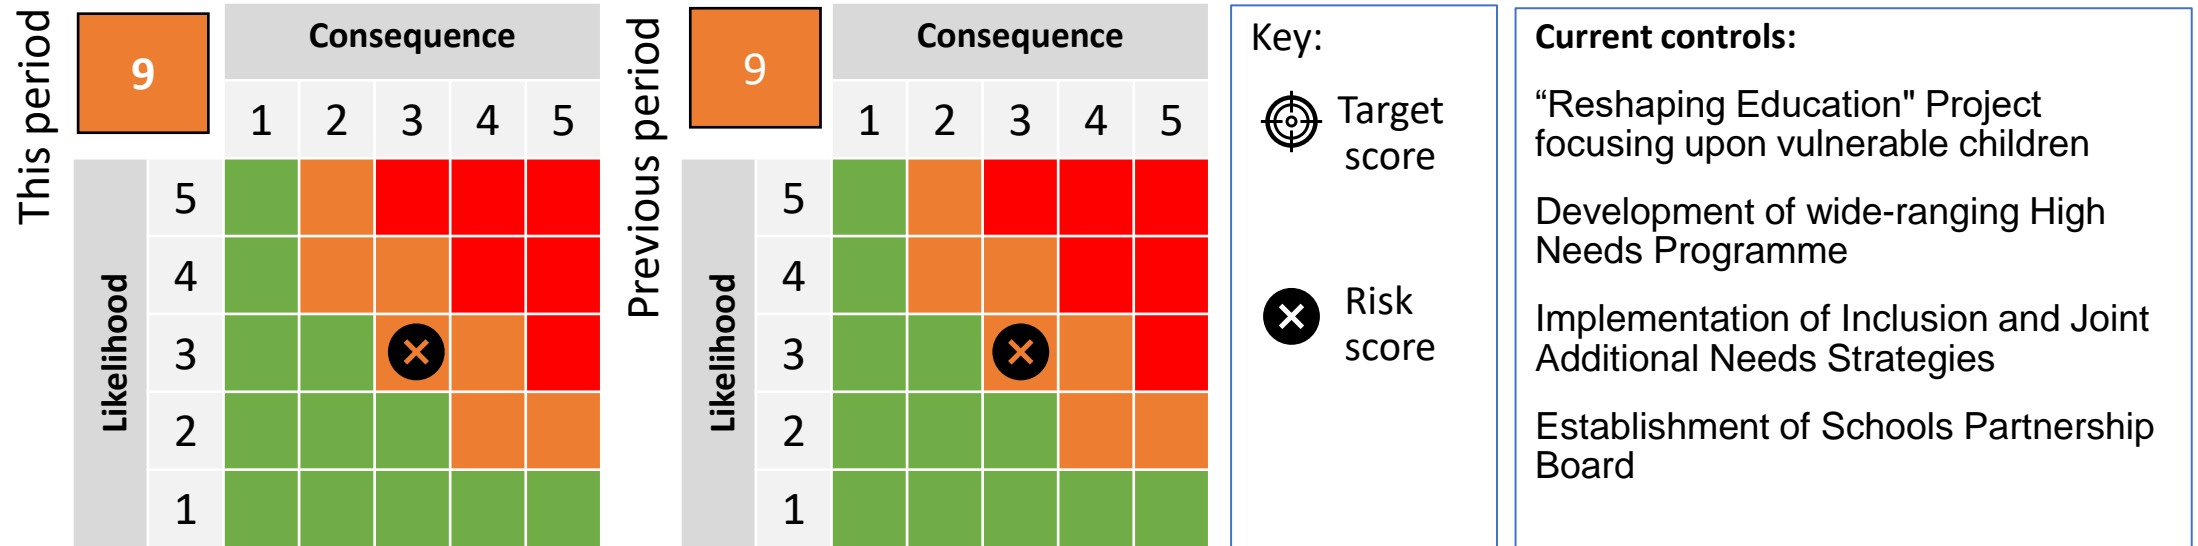 This period
9
Consequence
1 2 3 4 5
Likelihood
5
4
3
2
1
Previous period
9
Consequence
1 2 3 4 5
Likelihood
5
4
3
2
1
Key:
Target
score
Risk
score
Current controls:
“Reshaping Education" Project
focusing upon vulnerable children
Development of wide-ranging High
Needs Programme
Implementation of Inclusion and Joint
Additional Needs Strategies
Establishment of Schools Partnership
Board